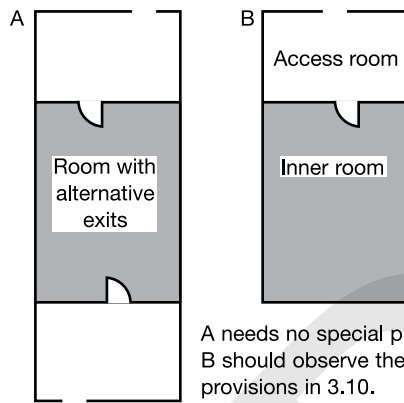 A
B
Access room
Room with
alternative
exits
Inner room
A needs no special p
B should observe the
provisions in 3.10.